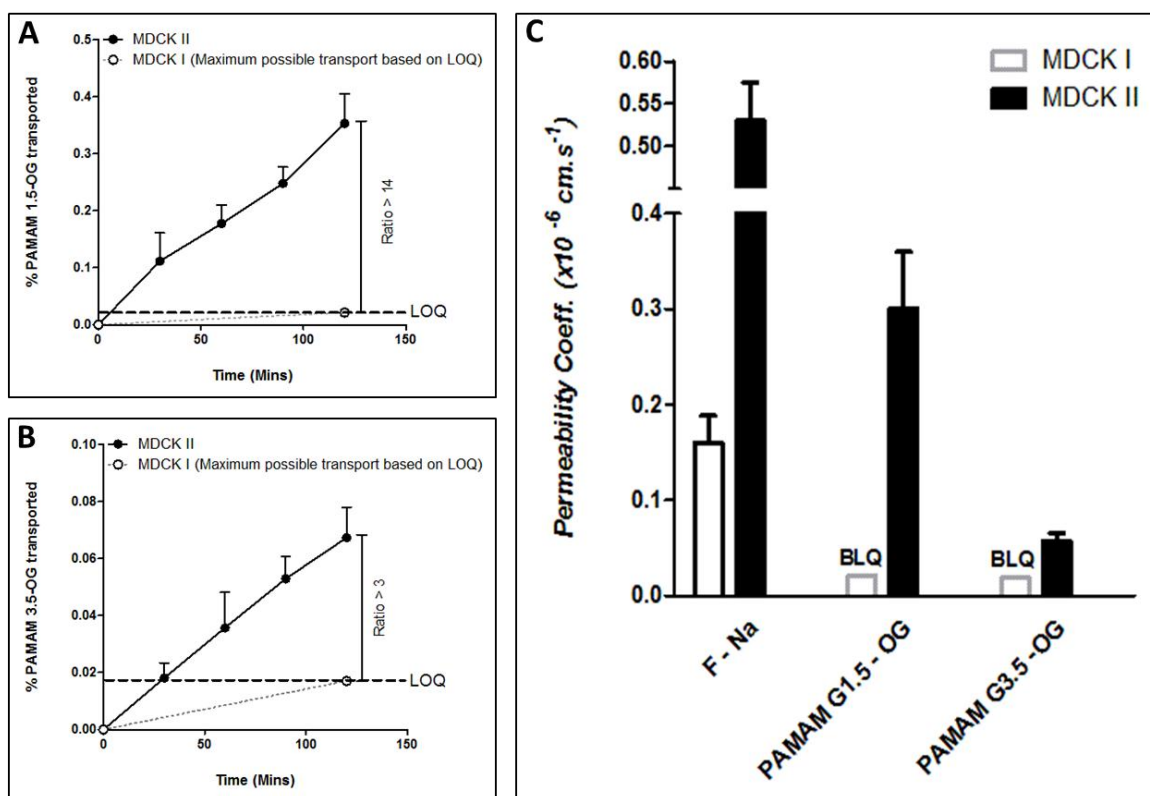 A
MDCK II
MDCK I (Maximum possible transport based on LOQ)
% PAMAM 1.5-OG transported
0.5
0.4
0.3
0.2
0.1
0.0
Ratio > 14
LOQ
0
50
100
150
Time (Mins)
B
MDCK II
MDCK I (Maximum possible transport based on LOQ)
% PAMAM 3.5-OG transported
0.10
0.08
0.06
0.04
0.02
0.00
Ratio > 3
LOQ
0
50
100
150
Time (Mins)
C
MDCK I
MDCK II
Permeability Coeff. (x10 -6 cm.s-1)
0.60
0.55
0.50
0.4
0.3
0.2
0.1
0.0
BLQ
BLQ
F - Na
PAMAM G1.5 - OG
PAMAM G3.5 -OG